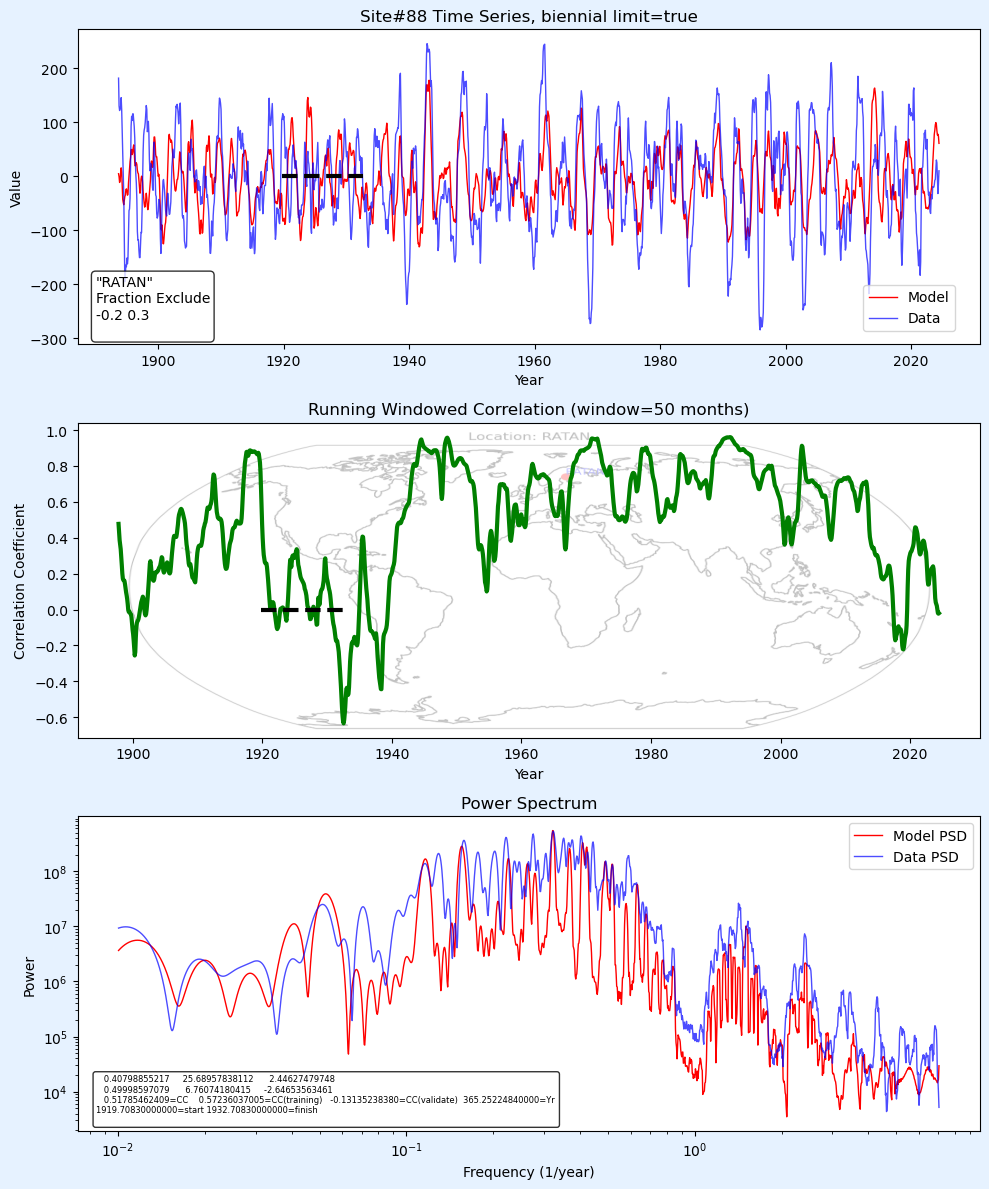 Site#88 Time Series, biennial limit=true
Value
200
100
0
−100
−200
−300
"RATAN"
Fraction Exclude
-0.2 0.3
Model
Data
1900
1920
1940
1960
1980
2000
2020
Year
Running Windowed Correlation (window=50 months)
Correlation Coefficient
1.0
0.8
0.6
0.4
0.2
0.0
−0.2
−0.4
−0.6
Location: RATAN
1900
1920
1940
1960
1980
2000
2020
Year
Power Spectrum
Power
10^8
10^7
10^6
10^5
10^4
Model PSD
Data PSD
0.40798855217 25.68957838112 2.44627479748
0.49998597079 6.76074180415 -2.64653563461
0.51785462409=CC 0.57236037005=CC(training) -0.13135238380=CC(validate) 365.25224840000=Yr
1919.70830000000=start 1932.70830000000=finish
10^−2
10^−1
10^0
Frequency (1/year)